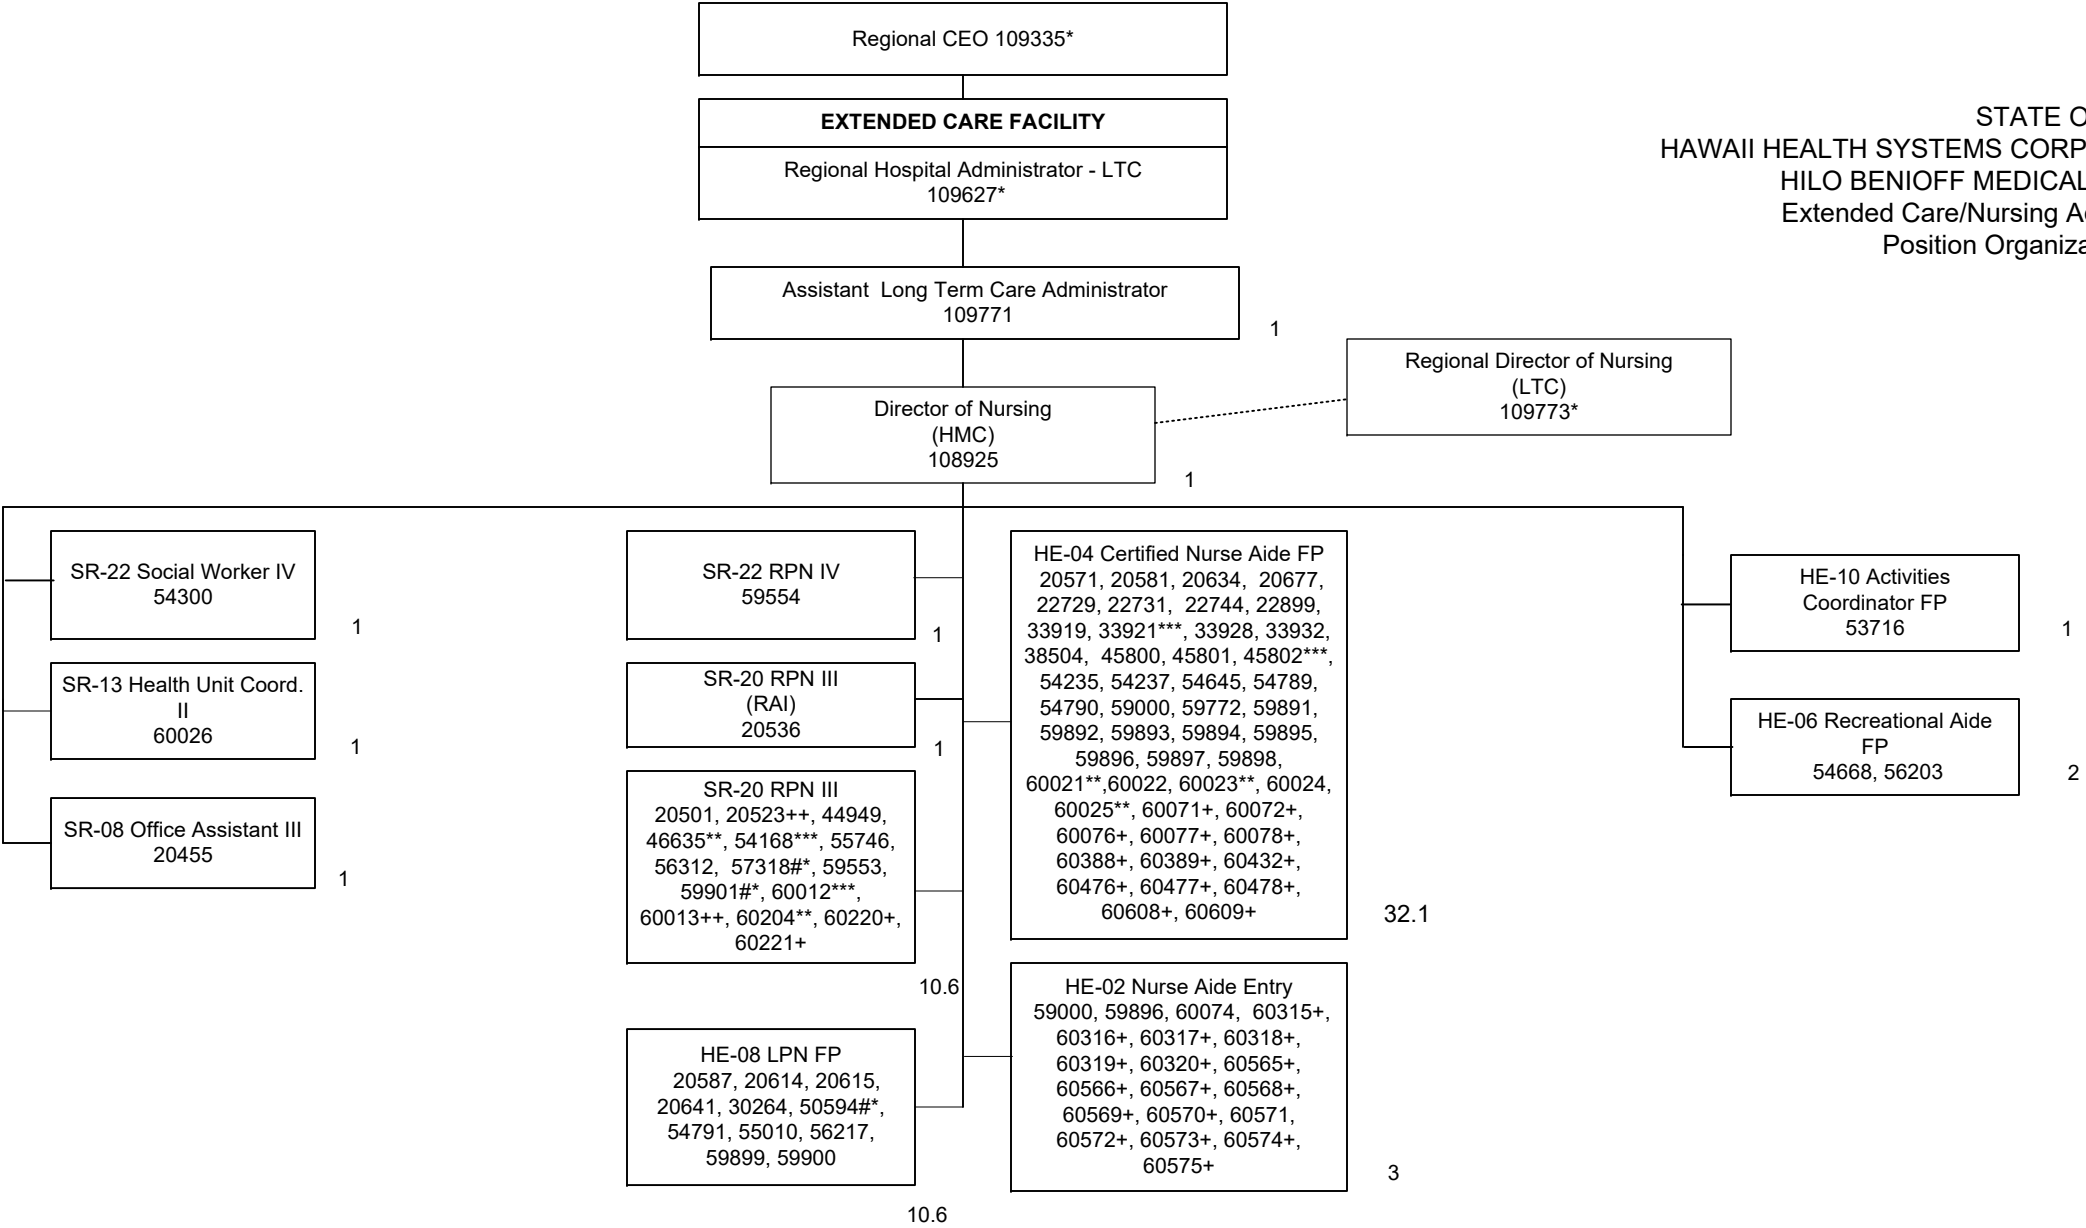 Regional CEO 109335*
EXTENDED CARE FACILITY
Regional Hospital Administrator - LTC
109627*
STATE O
HAWAII HEALTH SYSTEMS CORP
HILO BENIOFF MEDICAL
Extended Care/Nursing A
Position Organiza
Assistant  Long Term Care Administrator
109771
1
Regional Director of Nursing
(LTC)
109773*
Director of Nursing
(HMC)
108925
1
SR-22 Social Worker IV
54300
1
SR-13 Health Unit Coord.
II
60026
1
SR-08 Office Assistant III
20455
1
SR-22 RPN IV
59554
1
SR-20 RPN III
(RAI)
20536
1
SR-20 RPN III
20501, 20523++, 44949,
46635**, 54168***, 55746,
56312,  57318#*, 59553,
59901#*, 60012***,
60013++, 60204**, 60220+,
60221+
10.6
HE-08 LPN FP
20587, 20614, 20615,
20641, 30264, 50594#*,
54791, 55010, 56217,
59899, 59900
10.6
HE-04 Certified Nurse Aide FP
20571, 20581, 20634,  20677,
22729, 22731,  22744, 22899,
33919, 33921***, 33928, 33932,
38504,  45800, 45801, 45802***,
54235, 54237, 54645, 54789,
54790, 59000, 59772, 59891,
59892, 59893, 59894, 59895,
59896, 59897, 59898,
60021**,60022, 60023**, 60024,
60025**, 60071+, 60072+,
60076+, 60077+, 60078+,
60388+, 60389+, 60432+,
60476+, 60477+, 60478+,
60608+, 60609+
32.1
HE-02 Nurse Aide Entry
59000, 59896, 60074,  60315+,
60316+, 60317+, 60318+,
60319+, 60320+, 60565+,
60566+, 60567+, 60568+,
60569+, 60570+, 60571,
60572+, 60573+, 60574+,
60575+
3
HE-10 Activities
Coordinator FP
53716
1
HE-06 Recreational Aide
FP
54668, 56203
2